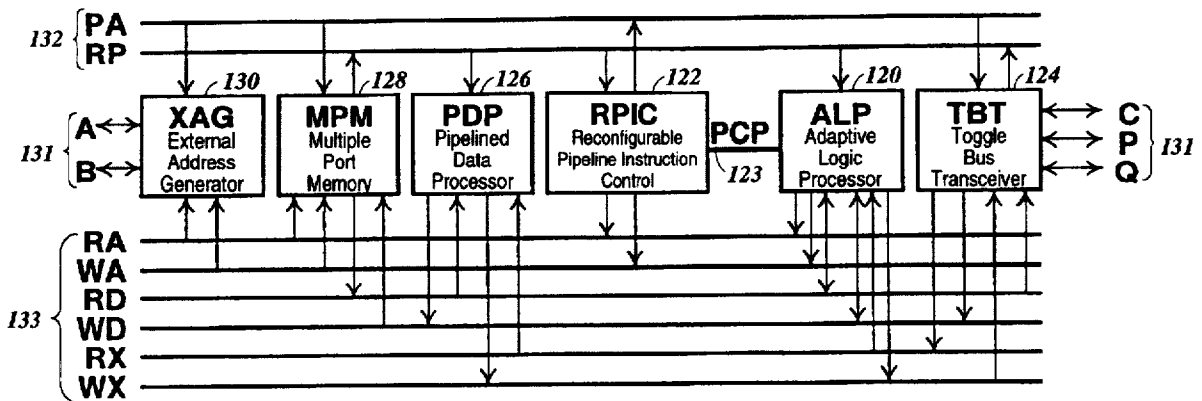 132
PA
RP
130
128
126
122
120
124
XAG
External
Address
Generator
MPM
Multiple
Port
Memory
PDP
Pipelined
Data
Processor
RPIC
Reconfigurable
Pipeline Instruction
Control
PCP
123
ALP
Adaptive
Logic
Processor
TBT
Toggle
Bus
Transceiver
131
A
B
C
P
Q
131
133
RA
WA
RD
WD
RX
WX